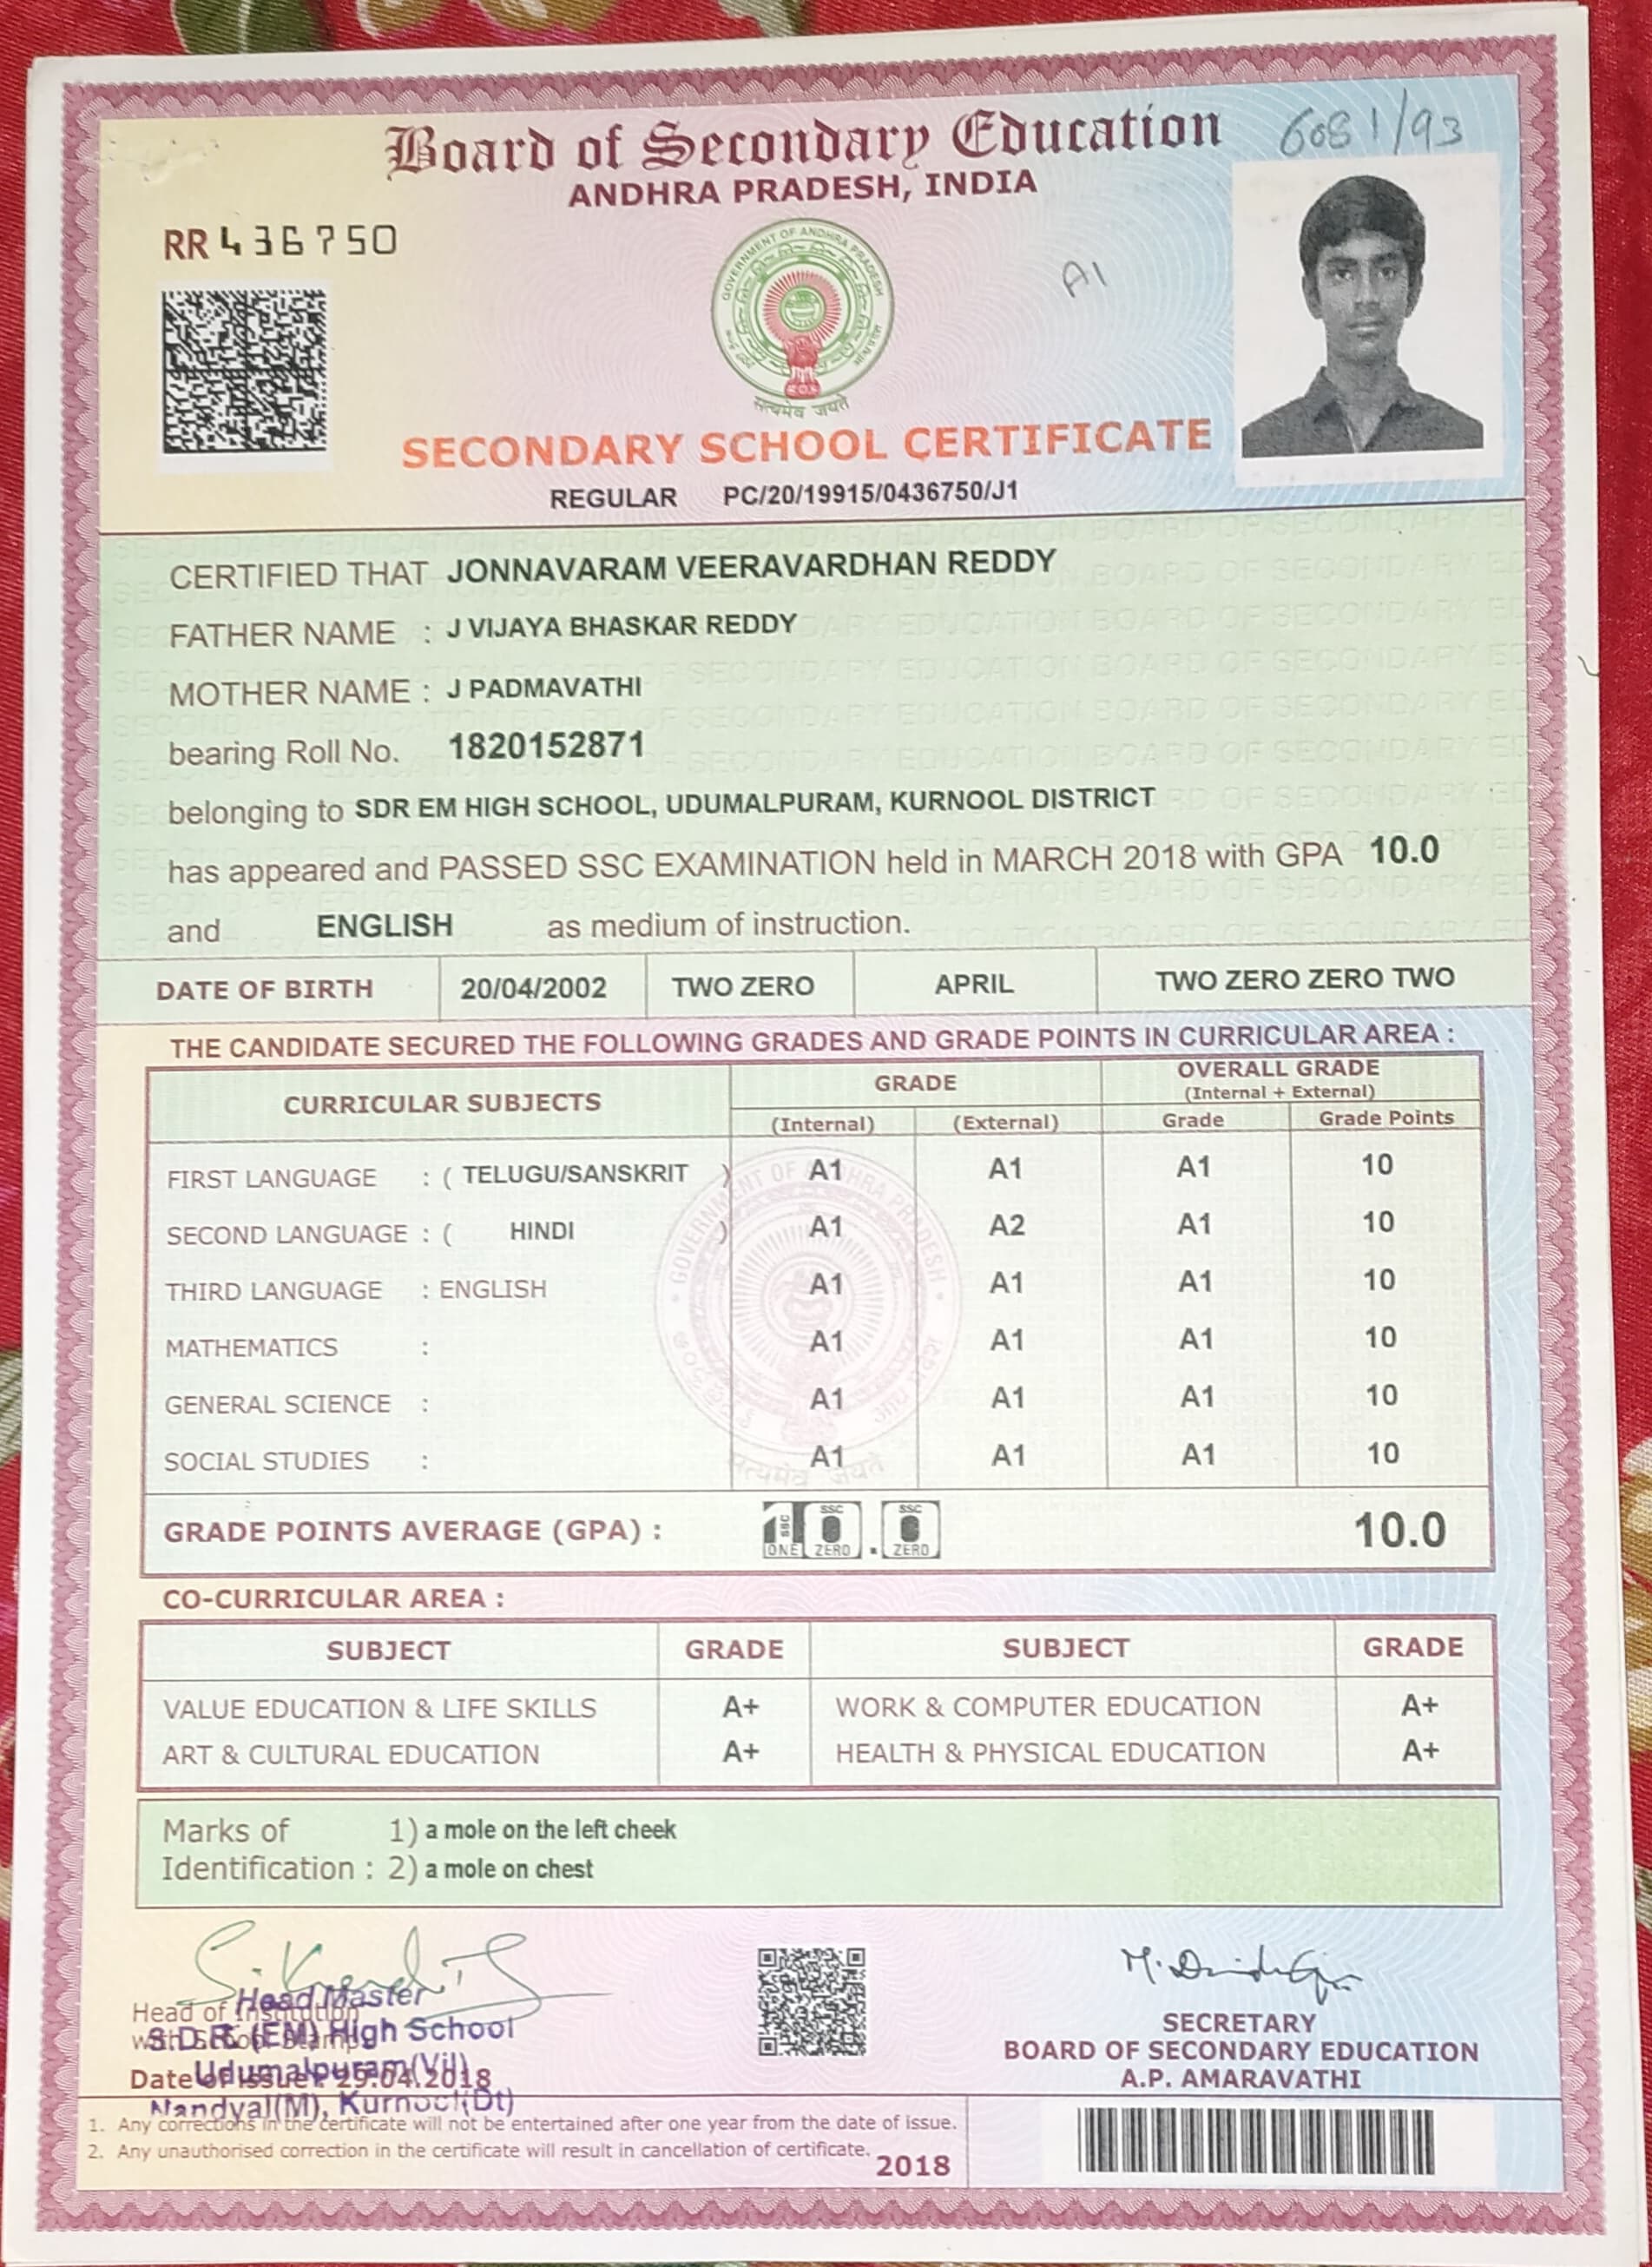 Board of Secondary Education
6081/93
ANDHRA PRADESH, INDIA
RR 436750
GOVERNMENT OF ANDHRA PRADESH
A1
सत्यमेव जयते
SECONDARY SCHOOL CERTIFICATE
REGULAR PC/20/19915/0436750/J1
CERTIFIED THAT JONNAVARAM VEERAVARDHAN REDDY
FATHER NAME : J VIJAYA BHASKAR REDDY
MOTHER NAME : J PADMAVATHI
bearing Roll No. 1820152871
belonging to SDR EM HIGH SCHOOL, UDUMALPURAM, KURNOOL DISTRICT
has appeared and PASSED SSC EXAMINATION held in MARCH 2018 with GPA 10.0
and ENGLISH as medium of instruction.
DATE OF BIRTH 20/04/2002 TWO ZERO APRIL TWO ZERO ZERO TWO
THE CANDIDATE SECURED THE FOLLOWING GRADES AND GRADE POINTS IN CURRICULAR AREA :
CURRICULAR SUBJECTS GRADE OVERALL GRADE
(Internal + External)
(Internal) (External) Grade Grade Points
FIRST LANGUAGE : ( TELUGU/SANSKRIT ) A1 A1 A1 10
SECOND LANGUAGE : ( HINDI ) A1 A2 A1 10
THIRD LANGUAGE : ENGLISH A1 A1 A1 10
MATHEMATICS : A1 A1 A1 10
GENERAL SCIENCE : A1 A1 A1 10
SOCIAL STUDIES : A1 A1 A1 10
GRADE POINTS AVERAGE (GPA) : SSC ONE SSC ZERO . SSC ZERO 10.0
CO-CURRICULAR AREA :
SUBJECT GRADE SUBJECT GRADE
VALUE EDUCATION & LIFE SKILLS A+ WORK & COMPUTER EDUCATION A+
ART & CULTURAL EDUCATION A+ HEALTH & PHYSICAL EDUCATION A+
Marks of 1) a mole on the left cheek
Identification : 2) a mole on chest
Head of Institution
Head Master
with School Stamp
S.D.R. (EM) High School
Udumalpuram(Vil)
Date of Issue: 29.04.2018
Nandyal(M), Kurnool(Dt)
SECRETARY
BOARD OF SECONDARY EDUCATION
A.P. AMARAVATHI
1. Any corrections in the certificate will not be entertained after one year from the date of issue.
2. Any unauthorised correction in the certificate will result in cancellation of certificate.
2018